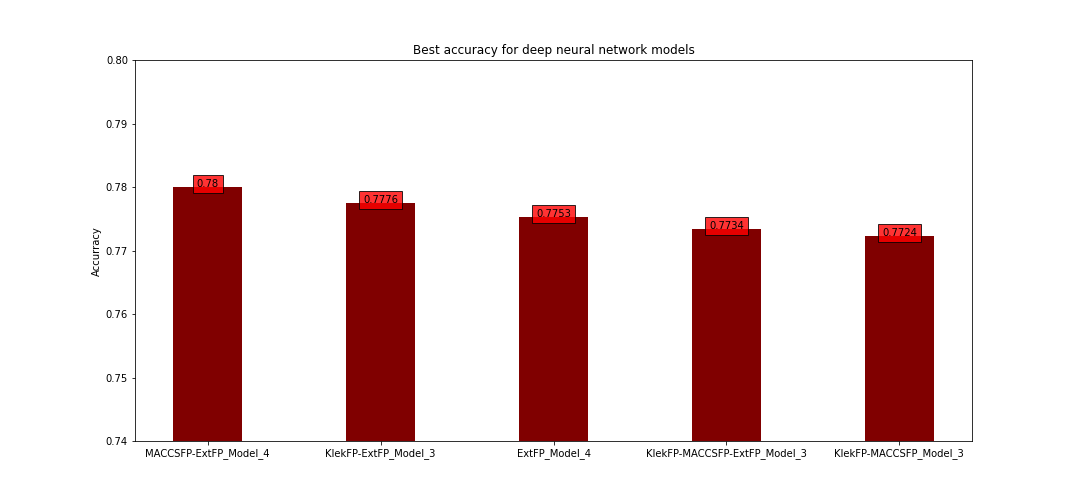 Best accuracy for deep neural network models
0.80
0.79
0.78
0.77
0.76
0.75
0.74
Accurracy
0.78
0.7776
0.7753
0.7734
0.7724
MACCSFP-ExtFP_Model_4
KlekFP-ExtFP_Model_3
ExtFP_Model_4
KlekFP-MACCSFP-ExtFP_Model_3
KlekFP-MACCSFP_Model_3